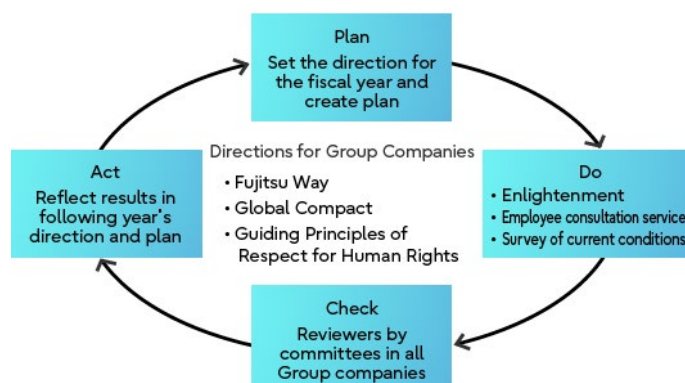 Plan
Set the direction for
the fiscal year and
create plan
Directions for Group Companies
• Fujitsu Way
• Global Compact
• Guiding Principles of
Respect for Human Rights
Act
Reflect results in
following year's
direction and plan
Do
• Enlightenment
• Employee consultation service
• Survey of current conditions
Check
Reviewers by
committees in all
Group companies